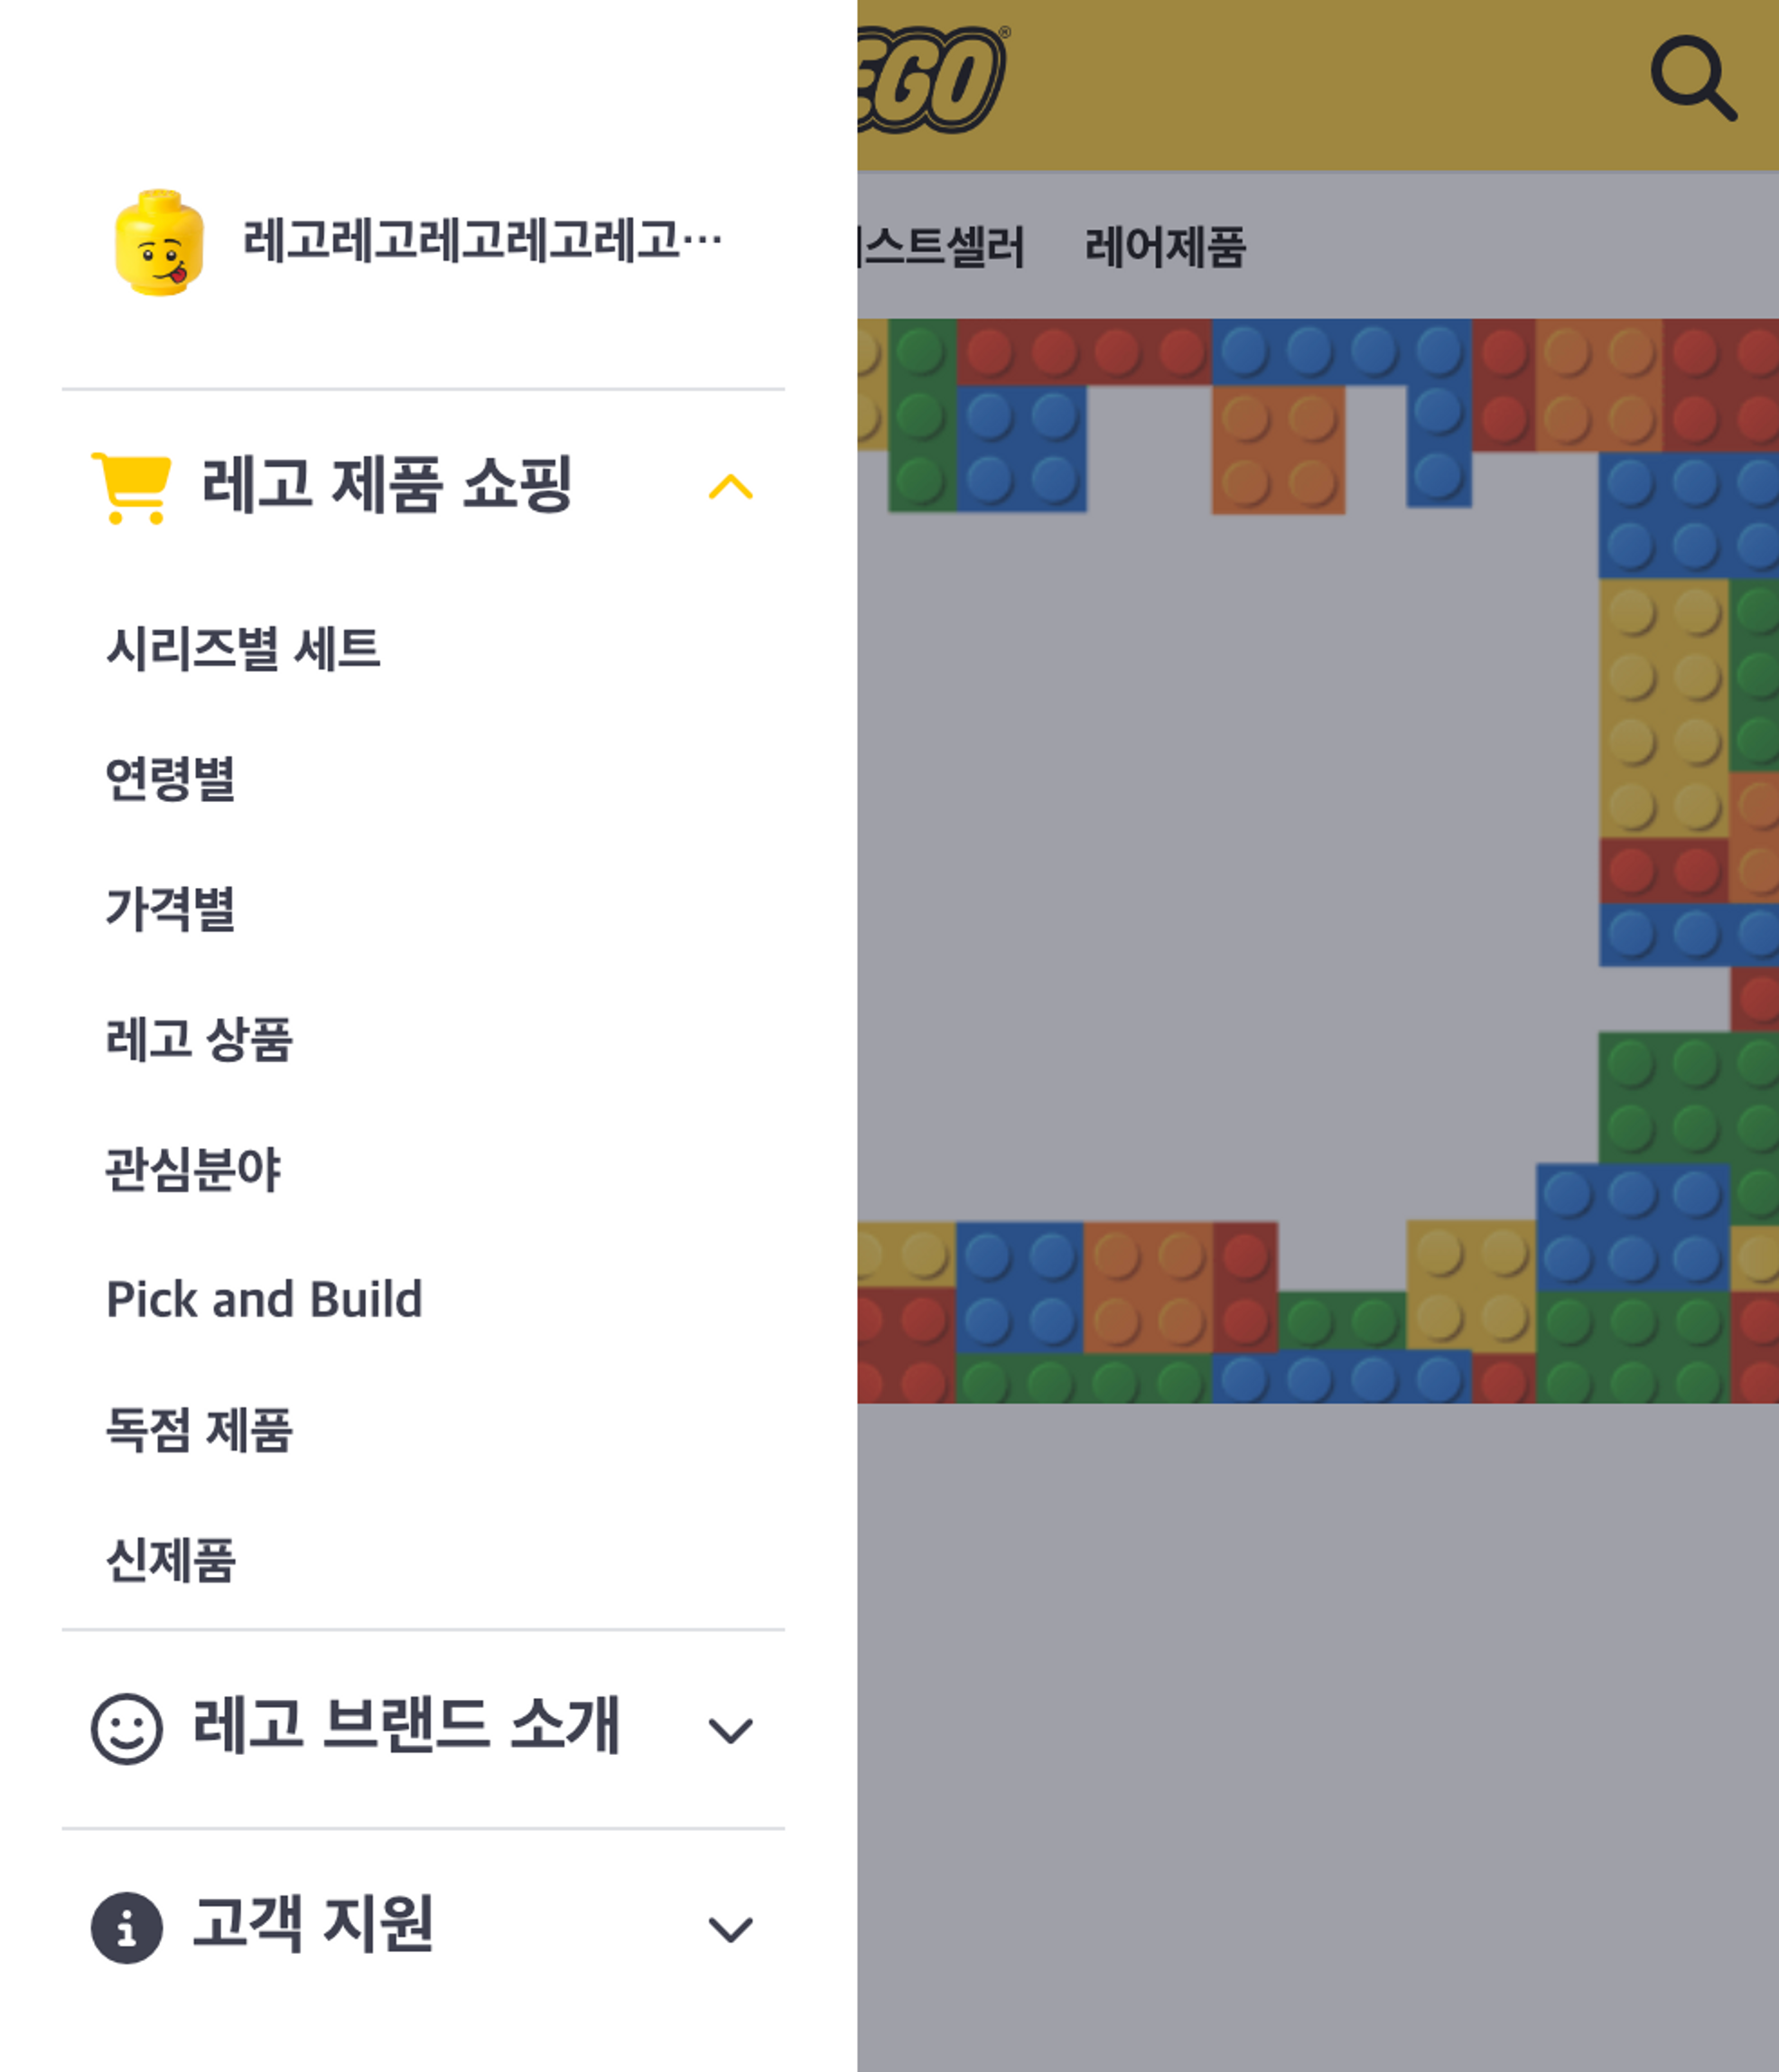 EGO
®
레고레고레고레고레고…
스트셀러 레어제품
레고 제품 쇼핑
시리즈별 세트
연령별
가격별
레고 상품
관심분야
Pick and Build
독점 제품
신제품
레고 브랜드 소개
고객 지원